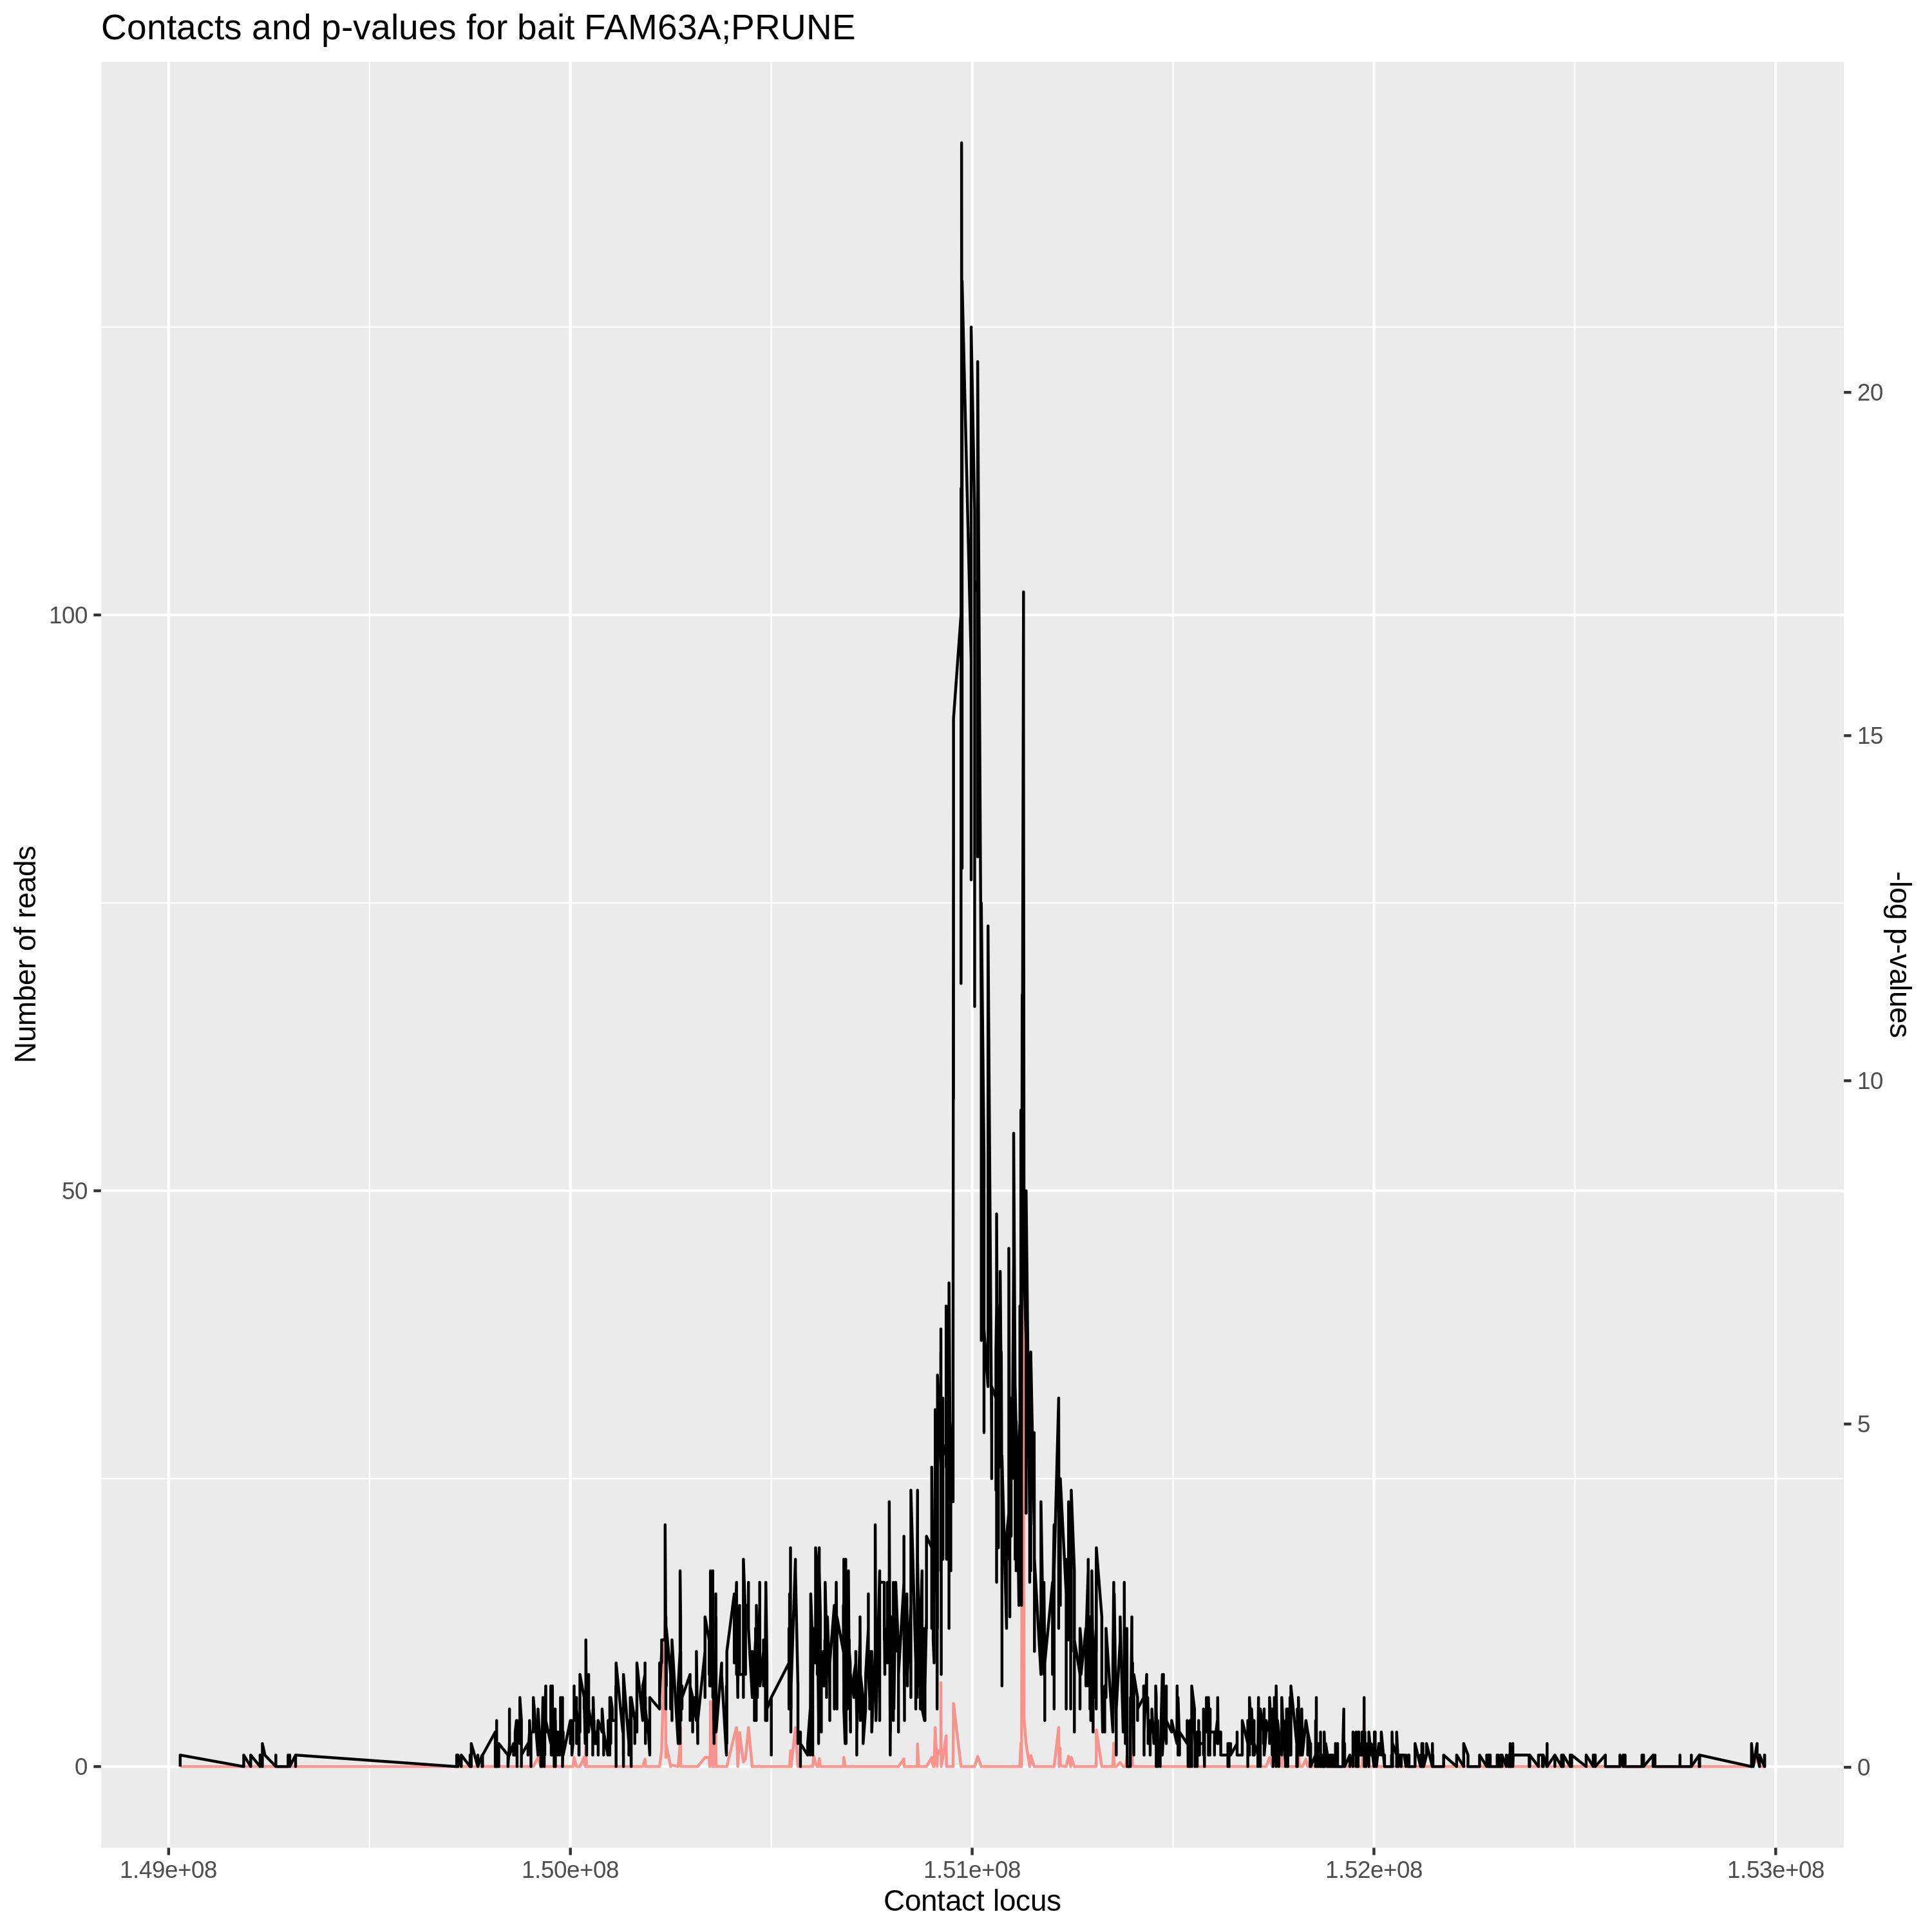 Contacts and p-values for bait FAM63A;PRUNE
Number of reads
100
50
0
20
15
10
5
0
-log p-values
1.49e+08 1.50e+08 1.51e+08 1.52e+08 1.53e+08
Contact locus